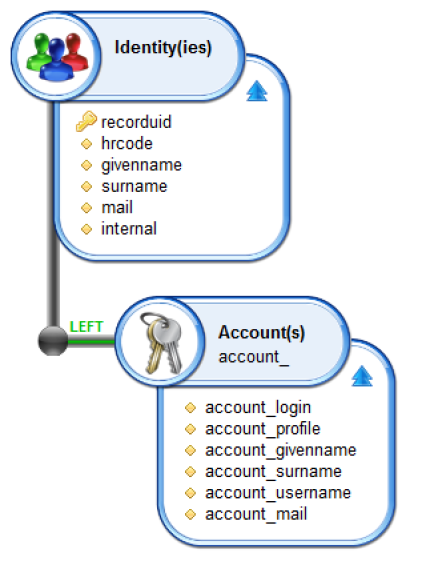 Identity(ies)
recorduid
hrcode
givenname
surname
mail
internal
LEFT
Account(s)
account_
account_login
account_profile
account_givenname
account_surname
account_username
account_mail